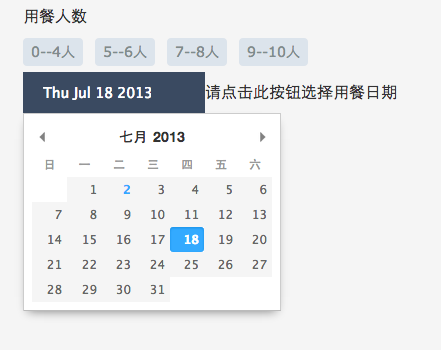 用餐人数
0--4人 5--6人 7--8人 9--10人
Thu Jul 18 2013 请点击此按钮选择用餐日期
七月 2013
日 一 二 三 四 五 六
1 2 3 4 5 6
7 8 9 10 11 12 13
14 15 16 17 18 19 20
21 22 23 24 25 26 27
28 29 30 31